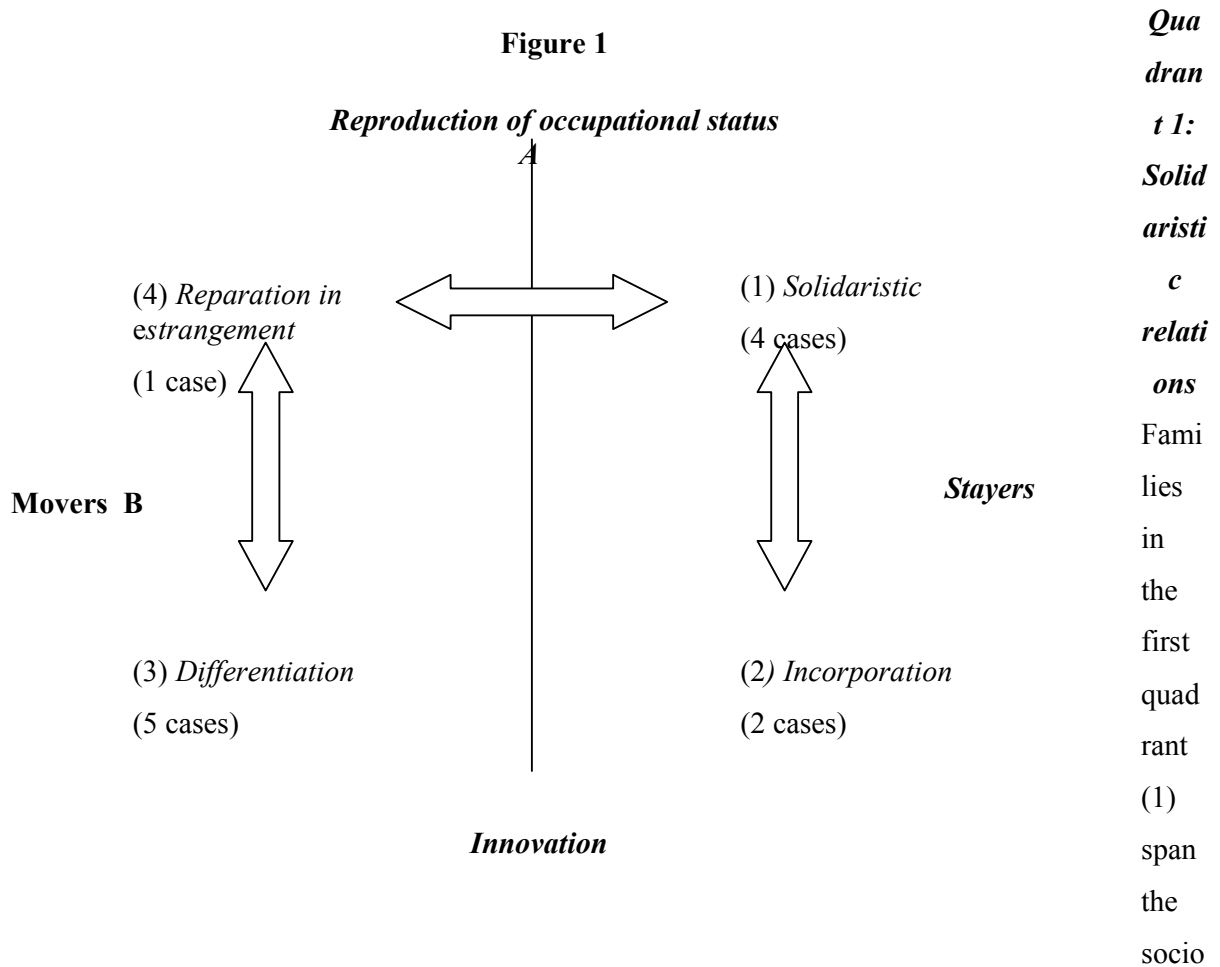 Figure 1
Reproduction of occupational status
A
(4) Reparation in
estrangement
(1 case)
(1) Solidaristic
(4 cases)
Movers B
Stayers
(3) Differentiation
(5 cases)
(2) Incorporation
(2 cases)
Innovation
Qua
dran
t 1:
Solid
aristi
c
relati
ons
Fami
lies
in
the
first
quad
rant
(1)
span
the
socio